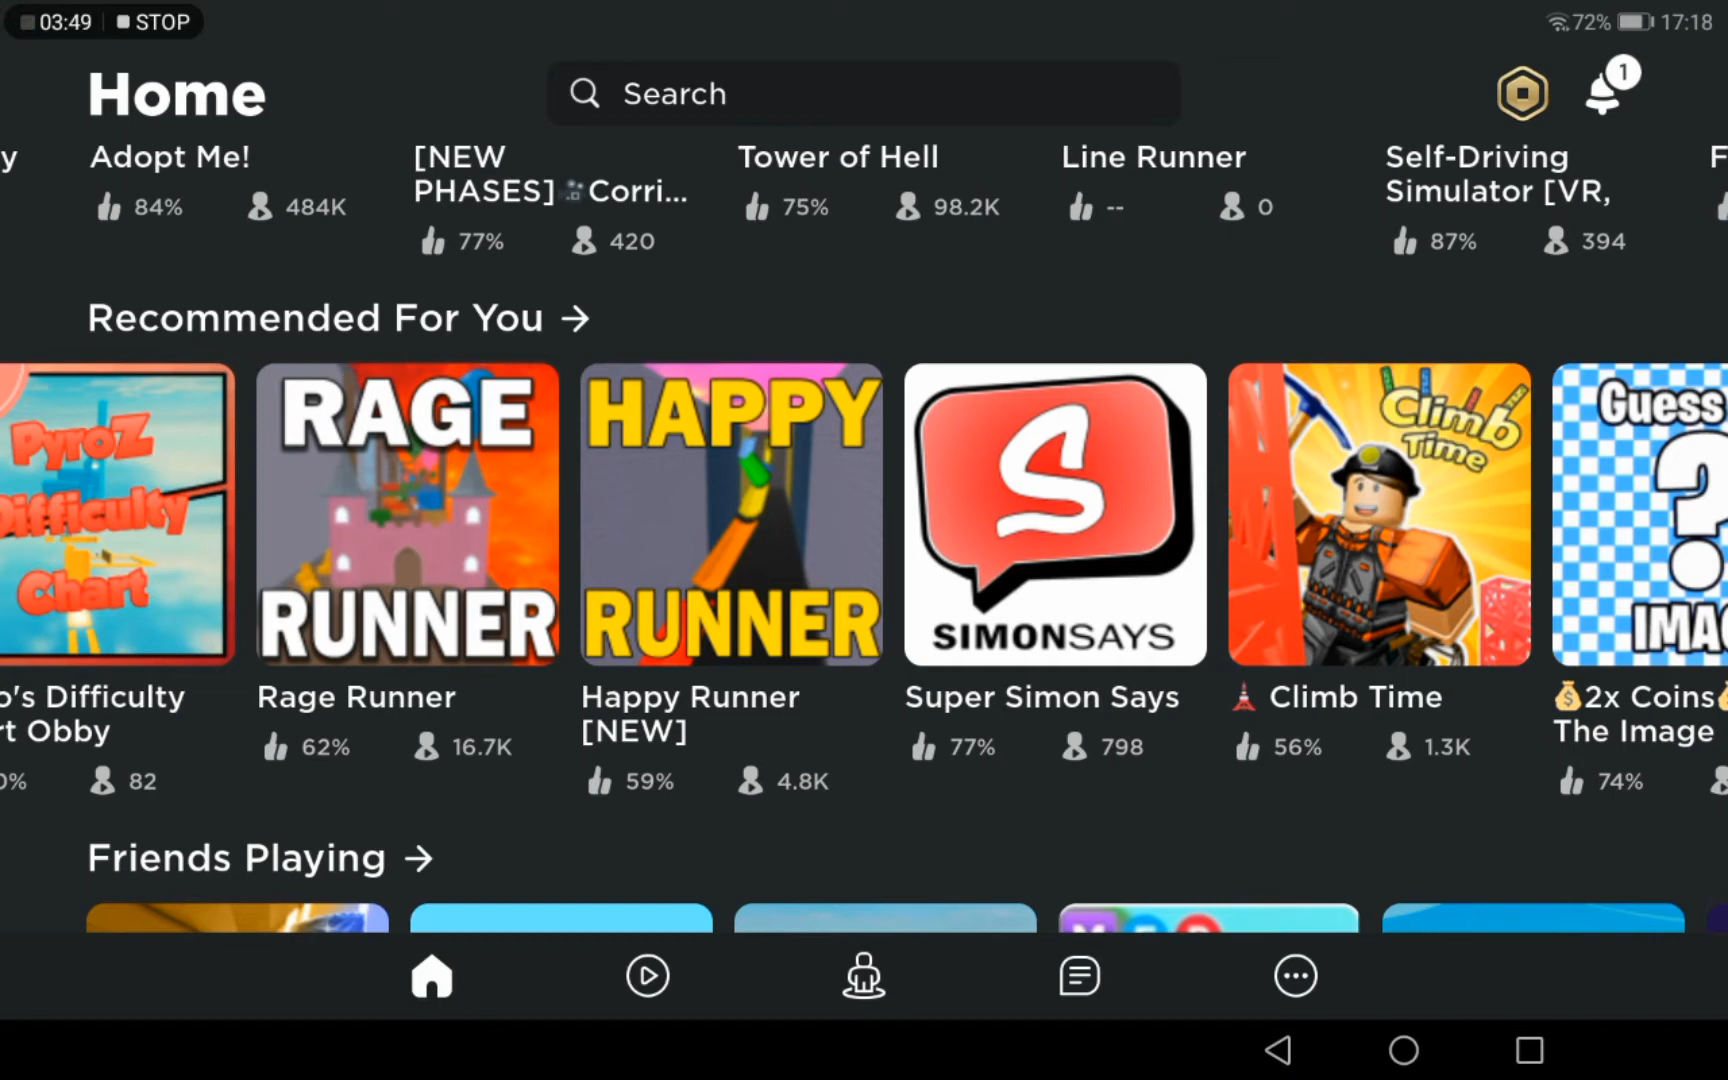 03:49 STOP
72% 17:18
Home
Search
1
y
Adopt Me!
84% 484K
[NEW
PHASES] Corri...
77% 420
Tower of Hell
75% 98.2K
Line Runner
-- 0
Self-Driving
Simulator [VR,
87% 394
F
Recommended For You →
PyroZ
Difficulty
Chart
o's Difficulty
rt Obby
0% 82
RAGE
RUNNER
Rage Runner
62% 16.7K
HAPPY
RUNNER
Happy Runner
[NEW]
59% 4.8K
S
SIMONSAYS
Super Simon Says
77% 798
Climb
Time
Climb Time
56% 1.3K
Guess
?
IMA
2x Coins
The Image
74%
Friends Playing →